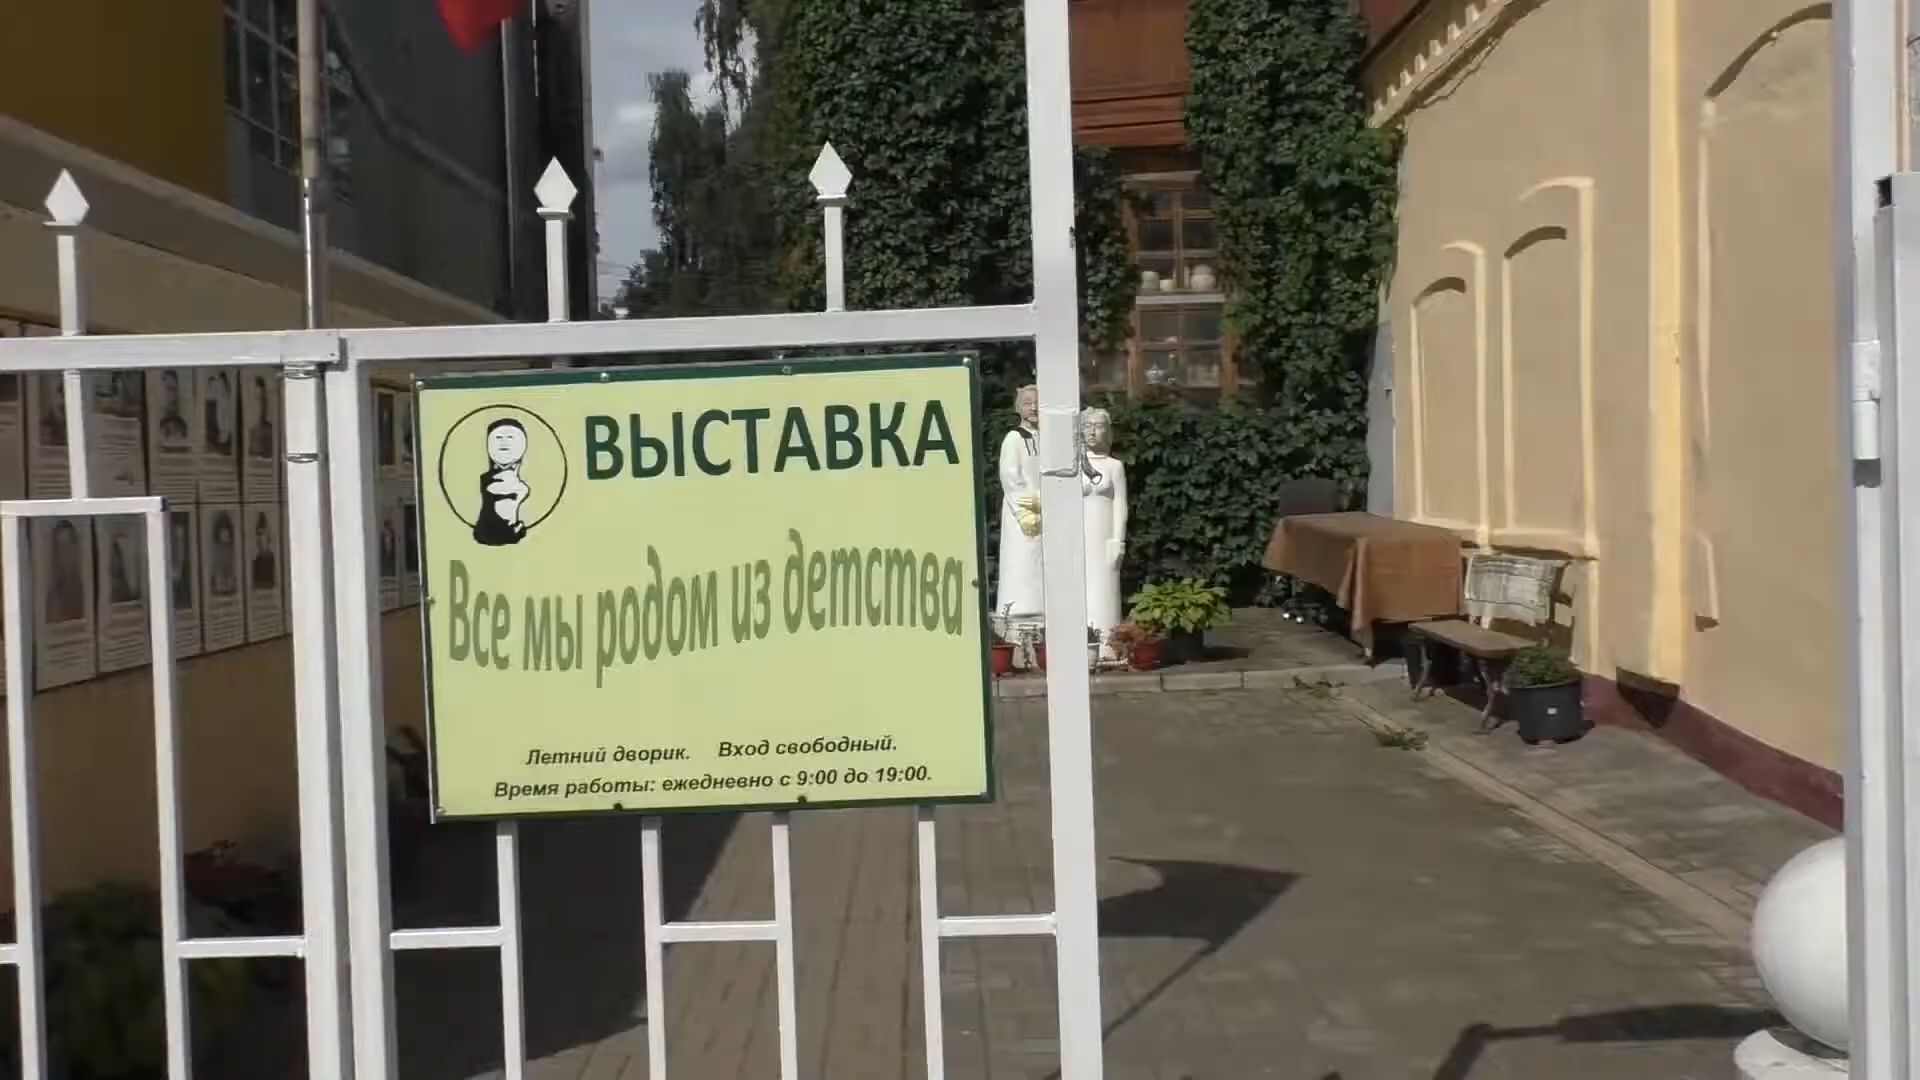 ВЫСТАВКА
Все мы родом из детства
Летний дворик. Вход свободный.
Время работы: ежедневно с 9:00 до 19:00.